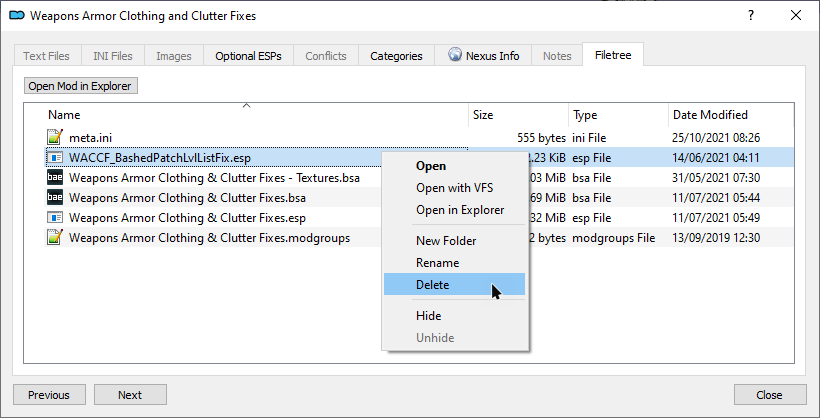 Weapons Armor Clothing and Clutter Fixes
Text Files INI Files Images Optional ESPs Conflicts Categories Nexus Info Notes Filetree
Open Mod in Explorer
Name Size Type Date Modified
meta.ini 555 bytes ini File 25/10/2021 08:26
WACCF_BashedPatchLvlListFix.esp 2.23 KiB esp File 14/06/2021 04:11
bae Weapons Armor Clothing & Clutter Fixes - Textures.bsa 03 MiB bsa File 31/05/2021 07:30
bae Weapons Armor Clothing & Clutter Fixes.bsa 69 MiB bsa File 11/07/2021 05:44
Weapons Armor Clothing & Clutter Fixes.esp 32 MiB esp File 11/07/2021 05:49
Weapons Armor Clothing & Clutter Fixes.modgroups 2 bytes modgroups File 13/09/2019 12:30
Open
Open with VFS
Open in Explorer
New Folder
Rename
Delete
Hide
Unhide
Previous Next Close